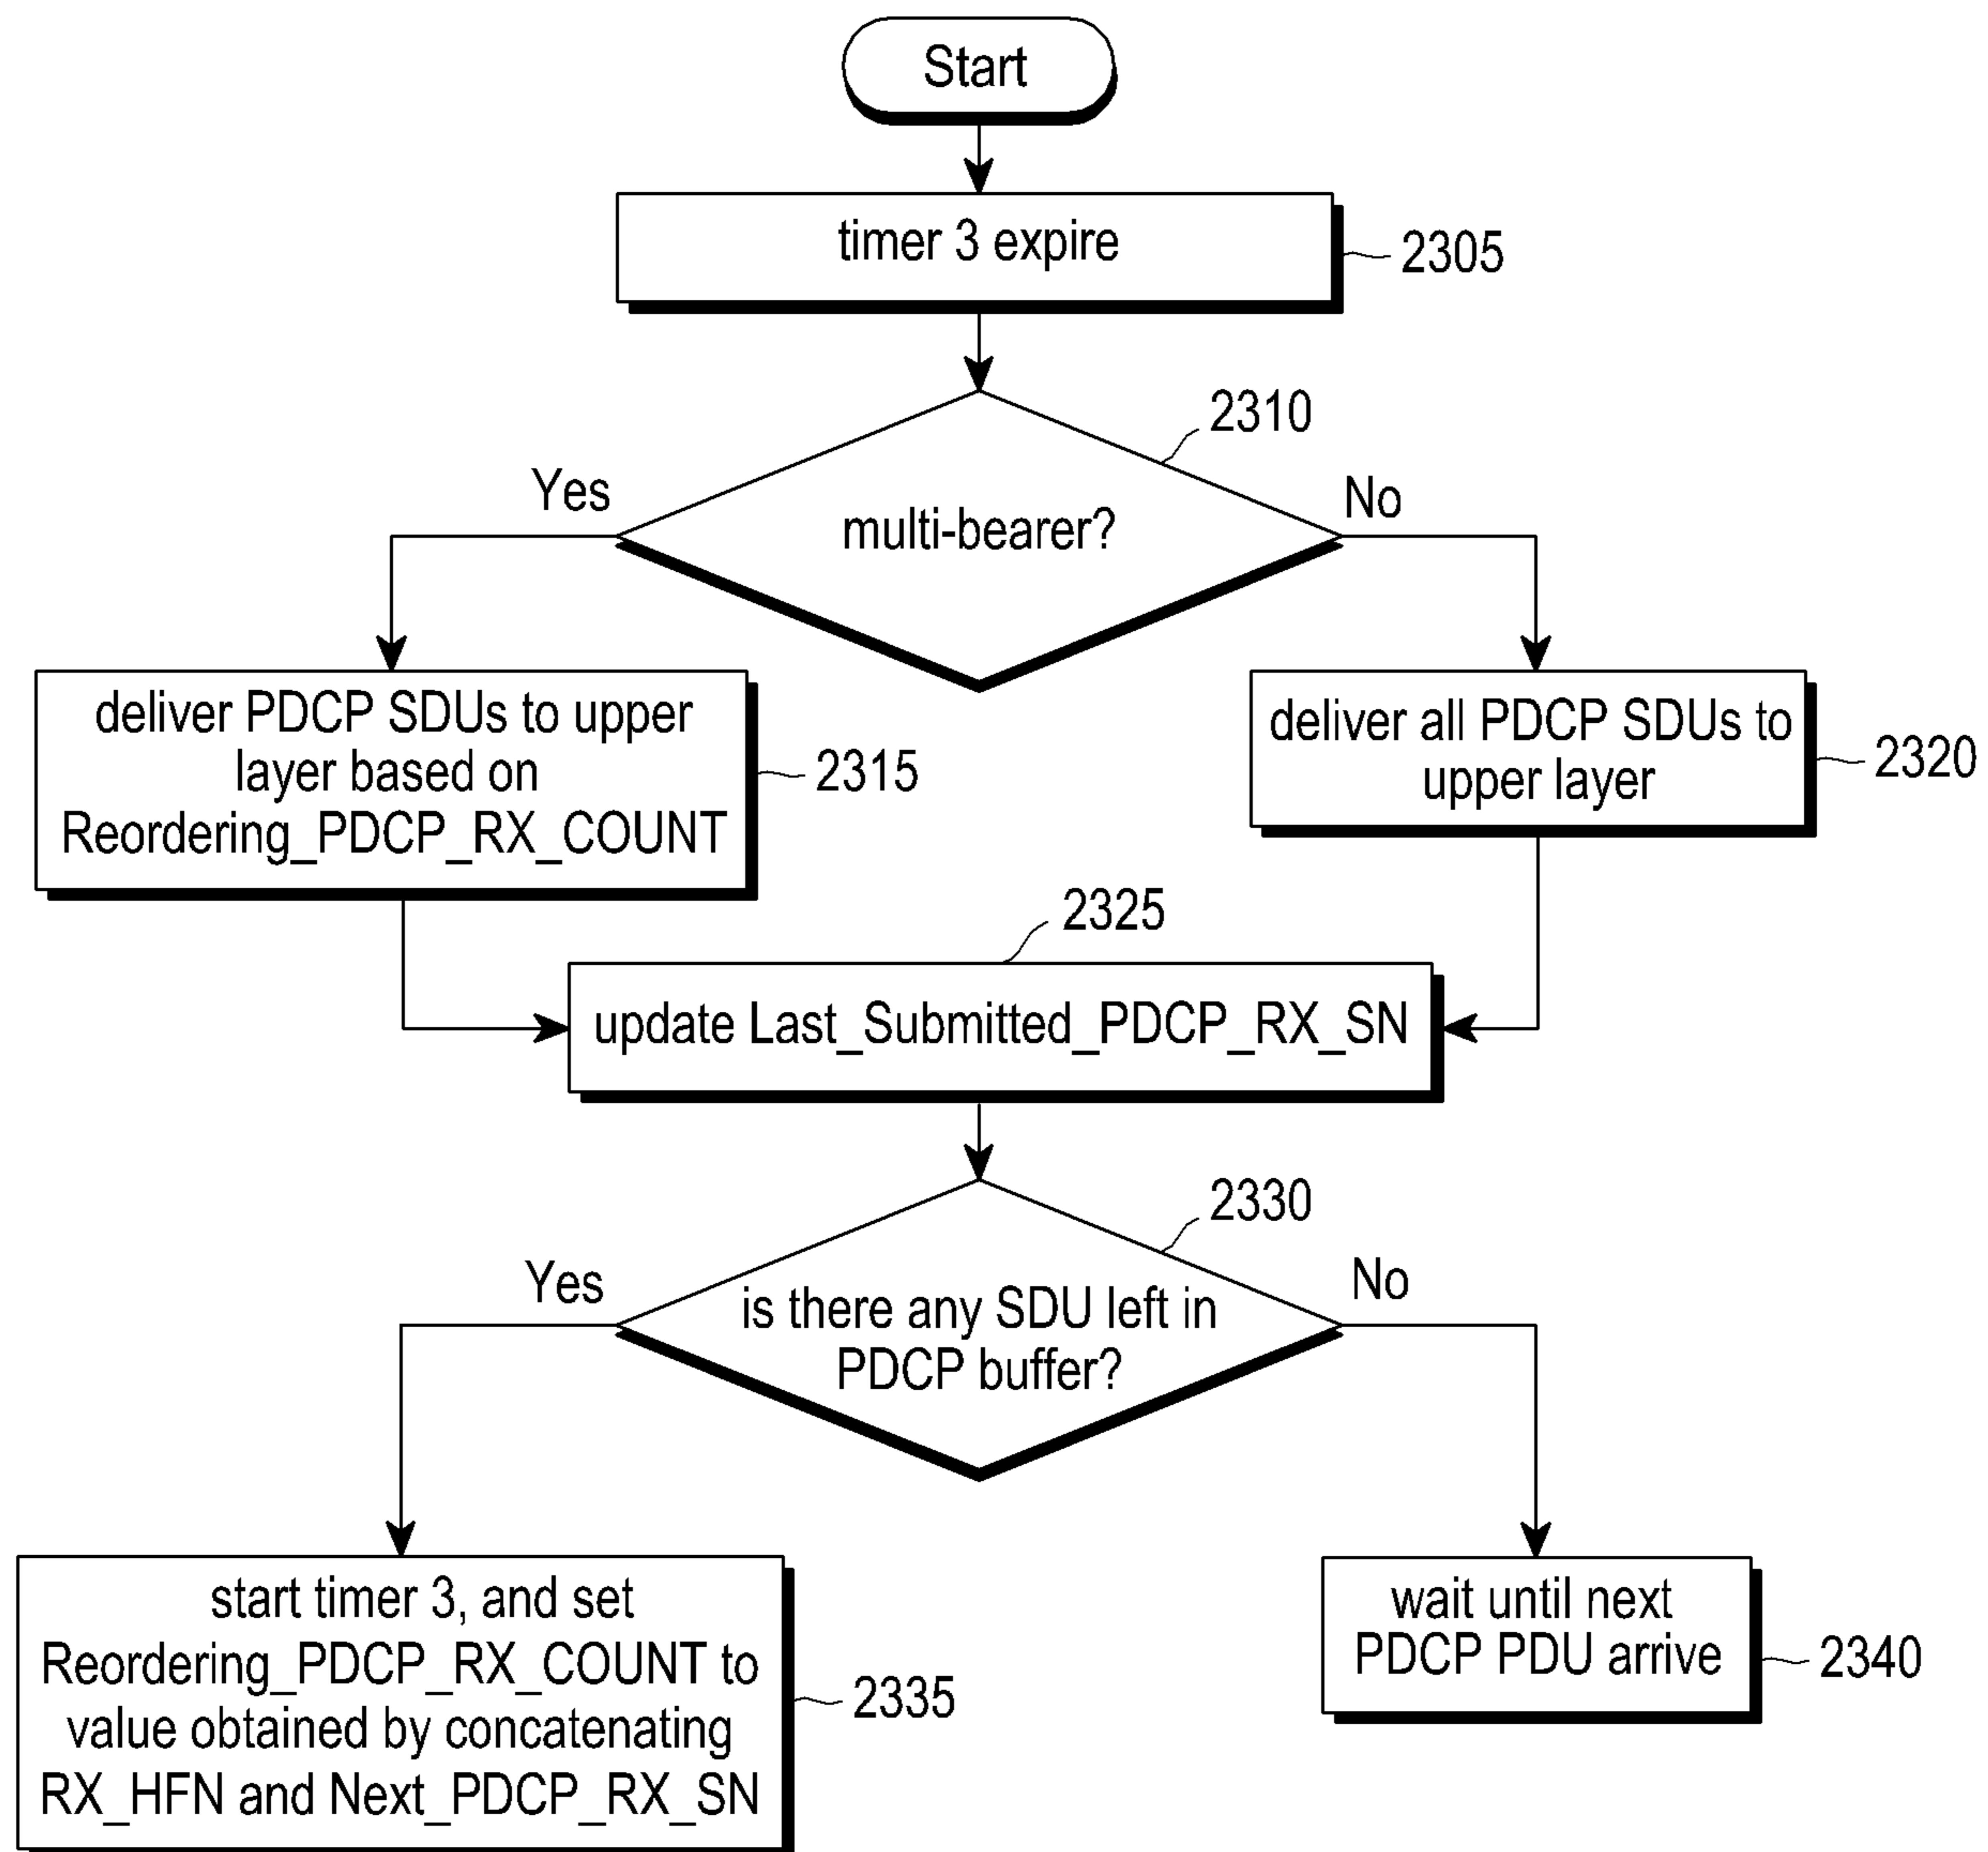 Start
timer 3 expire
2305
2310
Yes
No
multi-bearer?
deliver PDCP SDUs to upper
layer based on
Reordering_PDCP_RX_COUNT
2315
deliver all PDCP SDUs to
upper layer
2320
2325
update Last_Submitted_PDCP_RX_SN
2330
Yes
No
is there any SDU left in
PDCP buffer?
start timer 3, and set
Reordering_PDCP_RX_COUNT to
value obtained by concatenating
RX_HFN and Next_PDCP_RX_SN
2335
wait until next
PDCP PDU arrive
2340